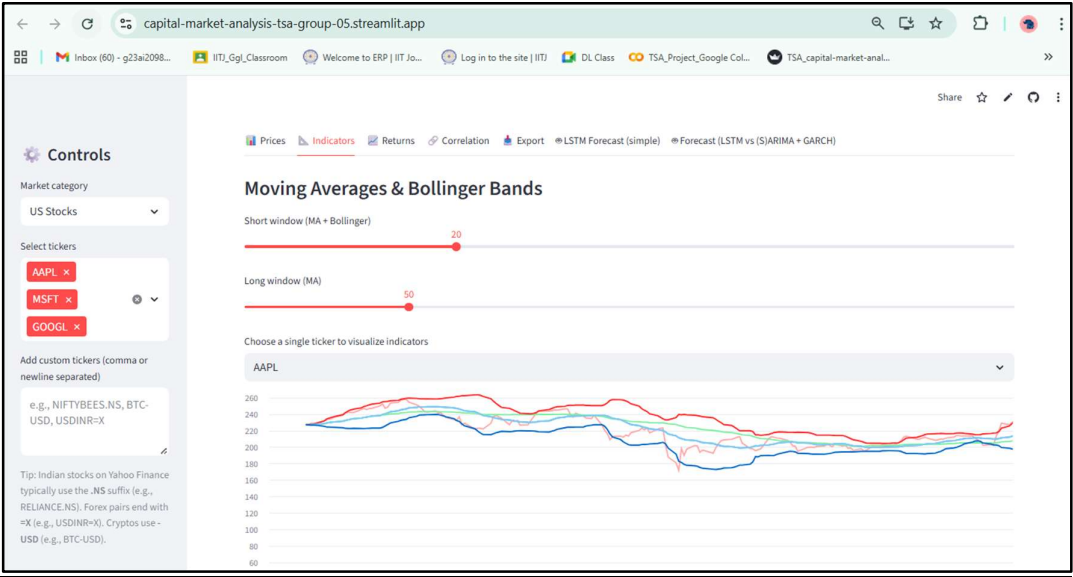 capital-market-analysis-tsa-group-05.streamlit.app
Inbox (60) - g23ai2098...
IITJ_Ggl_Classroom
Welcome to ERP | IIT Jo...
Log in to the site | IITJ
DL Class
TSA_Project_Google Col...
TSA_capital-market-anal...
Share
Controls
Market category
US Stocks
Select tickers
AAPL ×
MSFT ×
GOOGL ×
Add custom tickers (comma or
newline separated)
e.g., NIFTYBEES.NS, BTC-
USD, USDINR=X
Tip: Indian stocks on Yahoo Finance
typically use the .NS suffix (e.g.,
RELIANCE.NS). Forex pairs end with
=X (e.g., USDINR=X). Cryptos use -
USD (e.g., BTC-USD).
Prices
Indicators
Returns
Correlation
Export
LSTM Forecast (simple)
Forecast (LSTM vs (S)ARIMA + GARCH)
Moving Averages & Bollinger Bands
Short window (MA + Bollinger)
20
Long window (MA)
50
Choose a single ticker to visualize indicators
AAPL
260
240
220
200
180
160
140
120
100
80
60